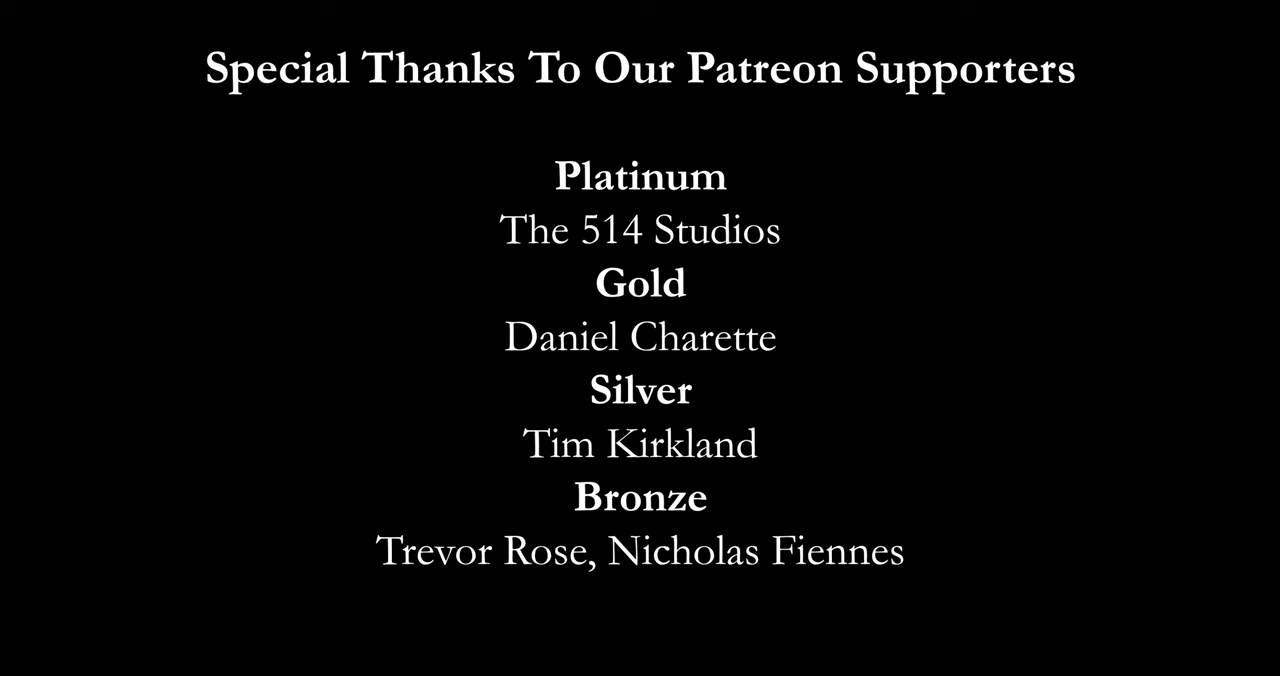 Special Thanks To Our Patreon Supporters
Platinum
The 514 Studios
Gold
Daniel Charette
Silver
Tim Kirkland
Bronze
Trevor Rose, Nicholas Fiennes